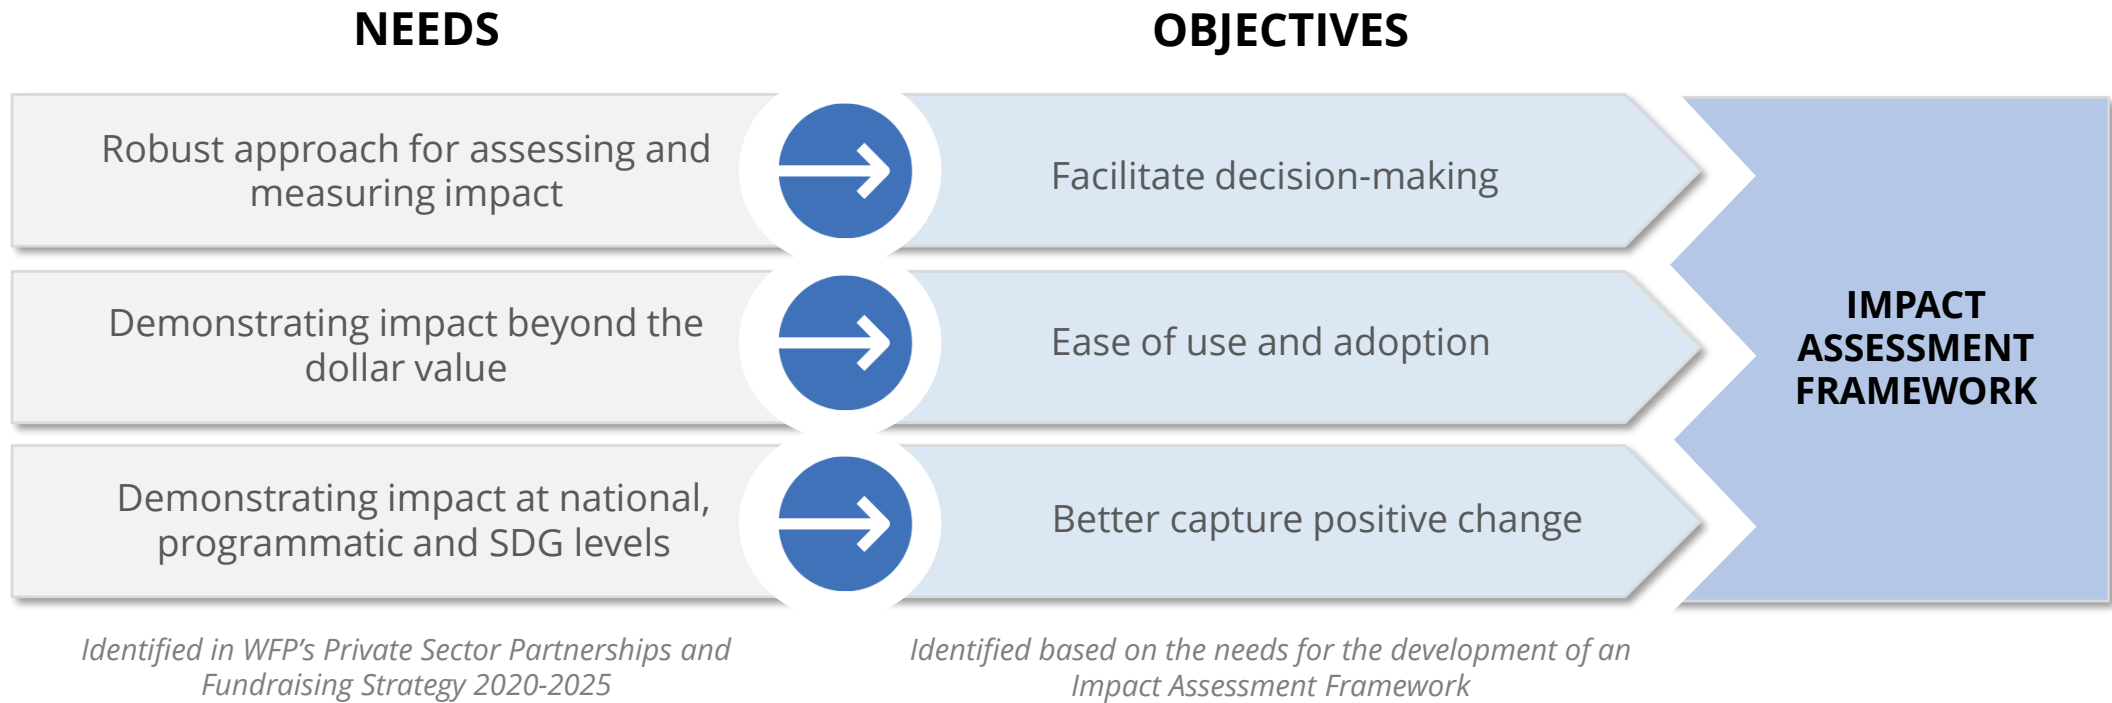 NEEDS
OBJECTIVES
Robust approach for assessing and
measuring impact
Facilitate decision-making
Demonstrating impact beyond the
dollar value
Ease of use and adoption
Demonstrating impact at national,
programmatic and SDG levels
Better capture positive change
IMPACT
ASSESSMENT
FRAMEWORK
Identified in WFP’s Private Sector Partnerships and
Fundraising Strategy 2020-2025
Identified based on the needs for the development of an
Impact Assessment Framework